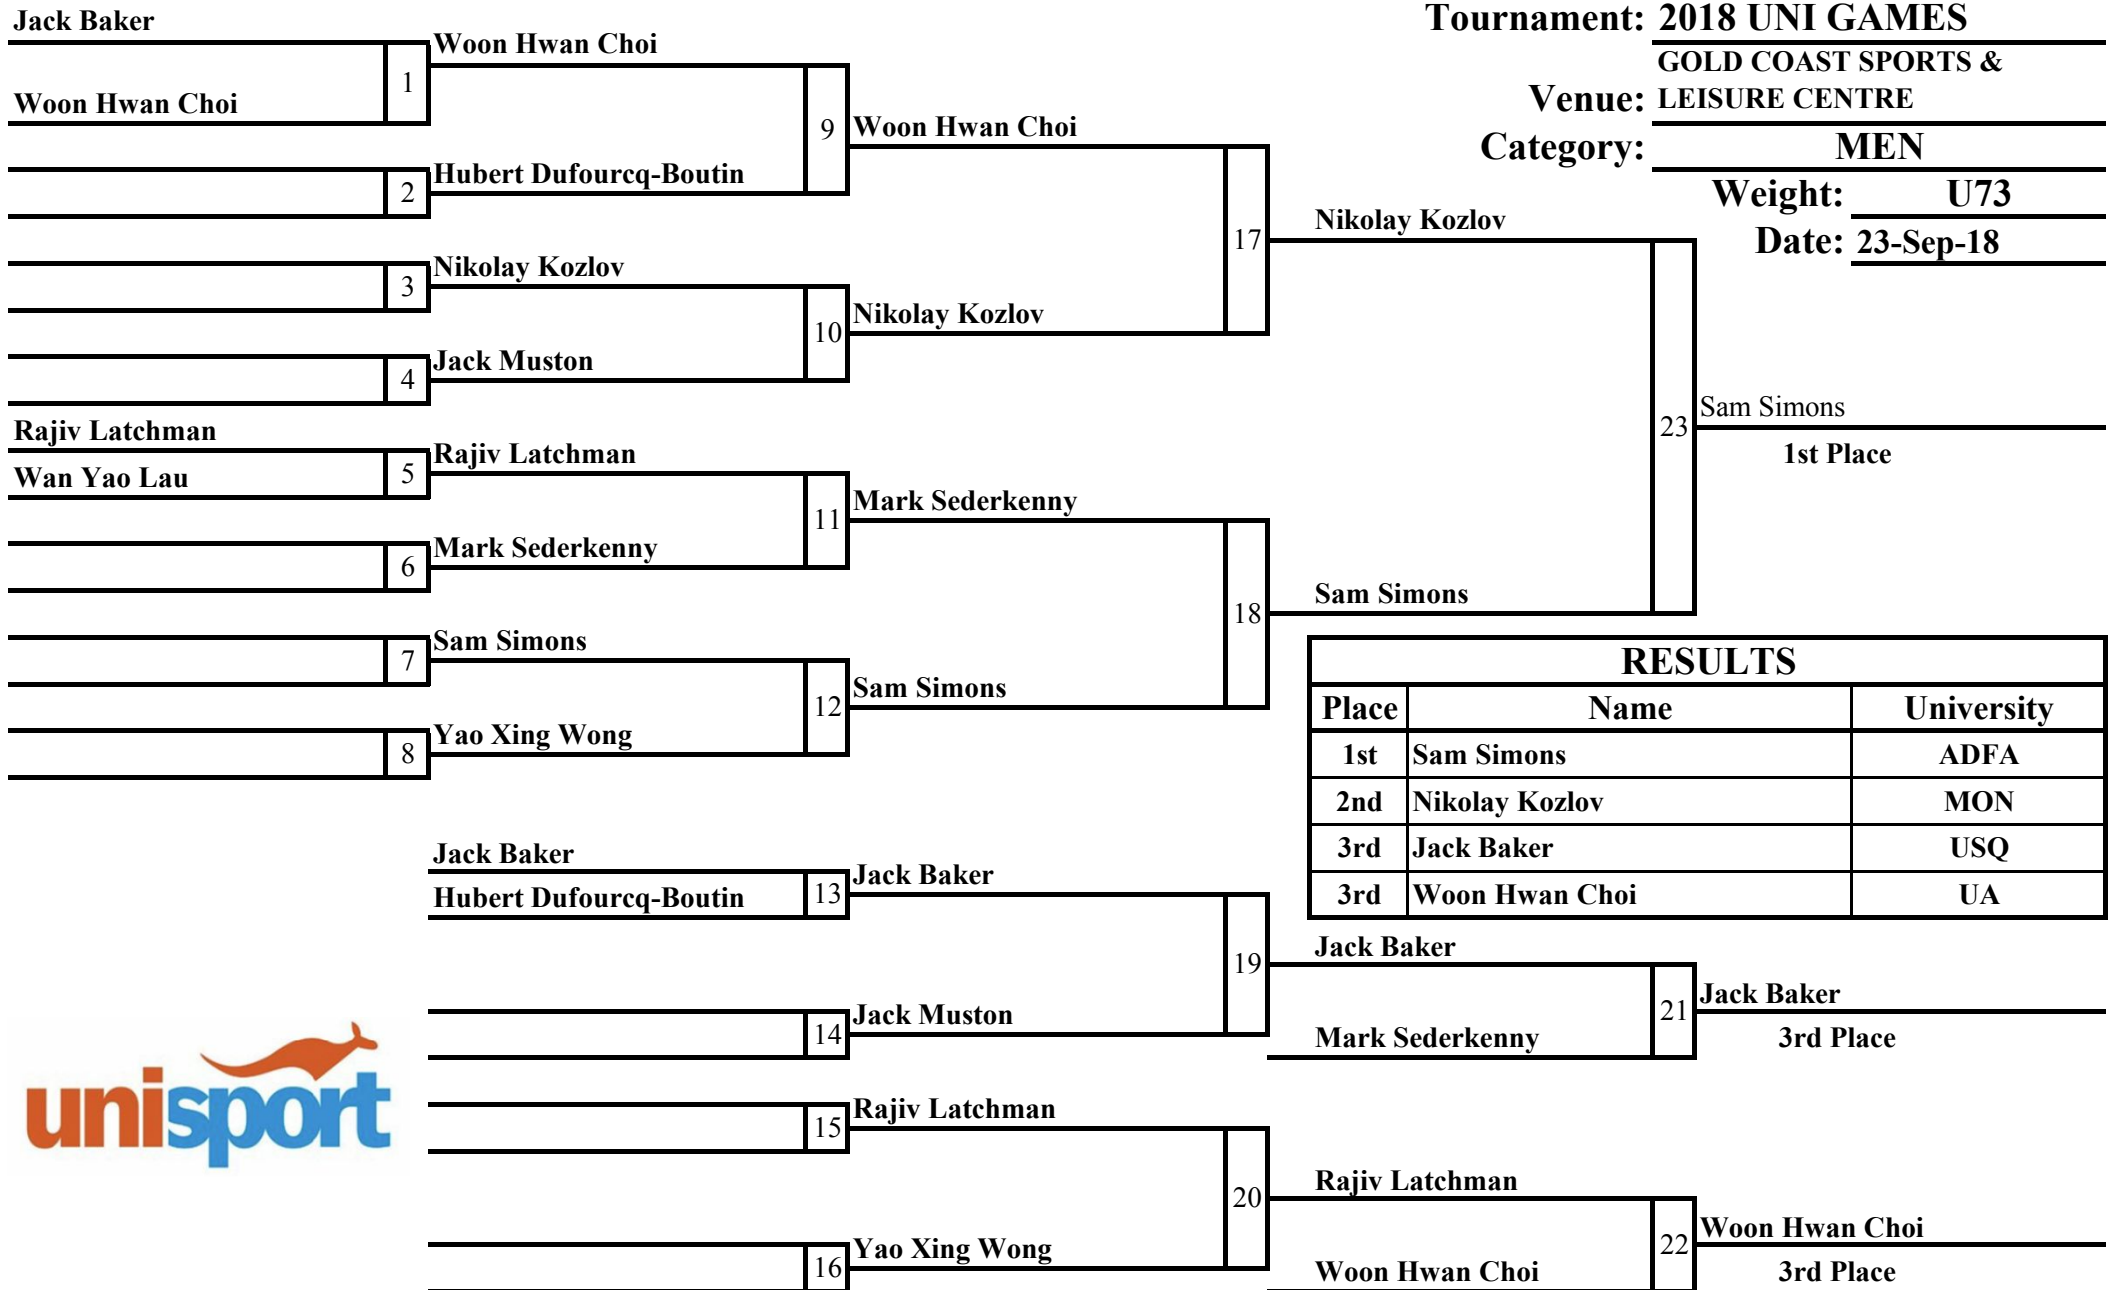 Tournament: 2018 UNI GAMES
Venue: GOLD COAST SPORTS &
LEISURE CENTRE
Category: MEN
Weight: U73
Date: 23-Sep-18
Jack Baker
Woon Hwan Choi
1
2
3
4
Rajiv Latchman
Wan Yao Lau
5
6
7
8
Woon Hwan Choi
Hubert Dufourcq-Boutin
9
Nikolay Kozlov
Jack Muston
10
Rajiv Latchman
Mark Sederkenny
11
Sam Simons
Yao Xing Wong
12
Woon Hwan Choi
Nikolay Kozlov
17
Mark Sederkenny
Sam Simons
18
Nikolay Kozlov
Sam Simons
23
Sam Simons
1st Place
RESULTS
Place Name University
1st Sam Simons ADFA
2nd Nikolay Kozlov MON
3rd Jack Baker USQ
3rd Woon Hwan Choi UA
Jack Baker
Hubert Dufourcq-Boutin
13
14
15
16
Jack Baker
Jack Muston
19
Rajiv Latchman
Yao Xing Wong
20
Jack Baker
Mark Sederkenny
21
Jack Baker
3rd Place
Rajiv Latchman
Woon Hwan Choi
22
Woon Hwan Choi
3rd Place
unisport